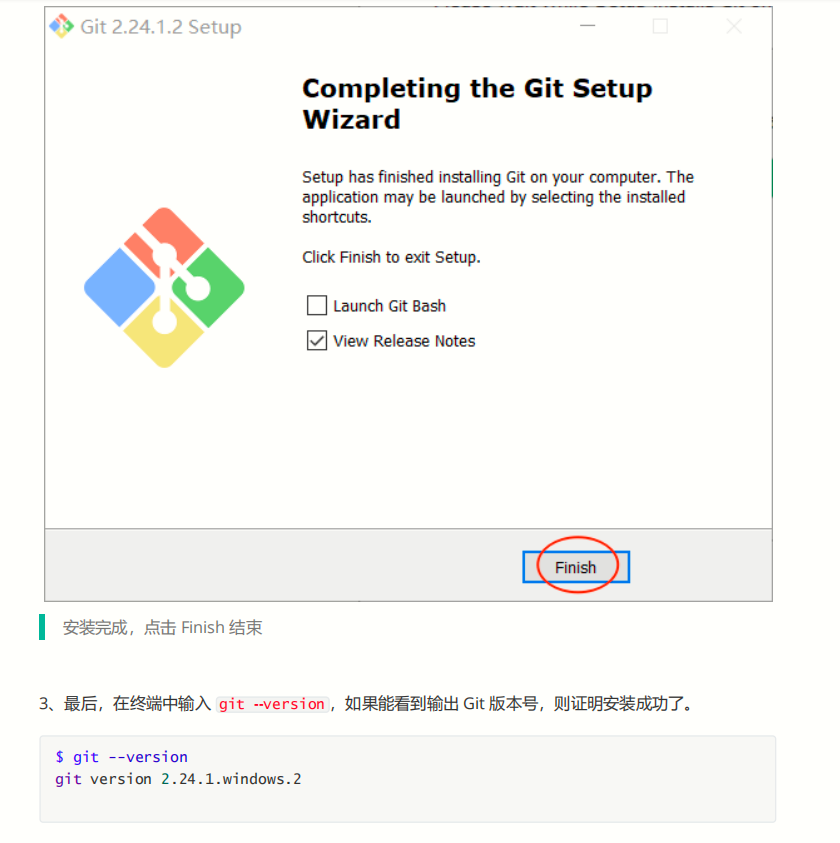 Git 2.24.1.2 Setup
Completing the Git Setup
Wizard
Setup has finished installing Git on your computer. The
application may be launched by selecting the installed
shortcuts.
Click Finish to exit Setup.
Launch Git Bash
View Release Notes
Finish
安装完成，点击 Finish 结束
3、最后，在终端中输入 git --version，如果能看到输出 Git 版本号，则证明安装成功了。
$ git --version
git version 2.24.1.windows.2